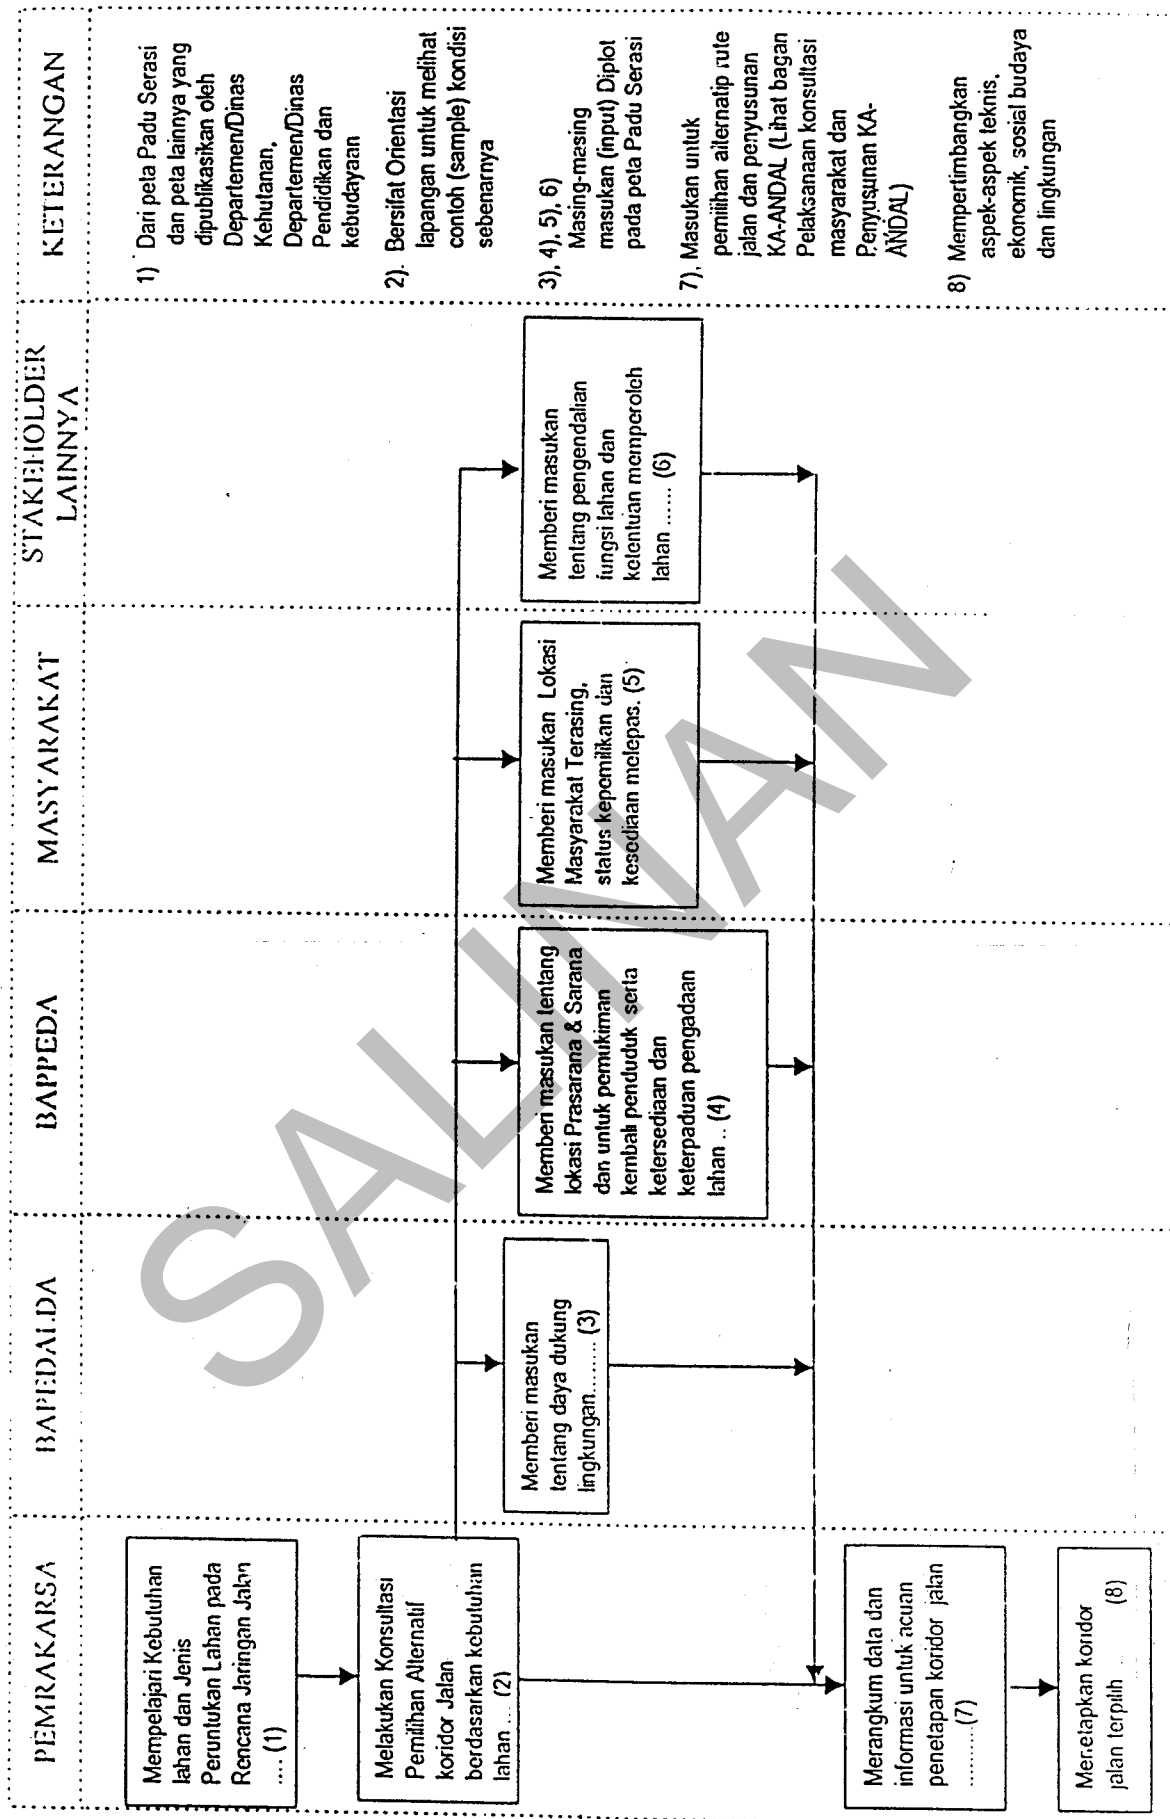 PEMRAKARSA
BAPEDALDA
BAPPEDA
MASYARAKAT
STAKEHOLDER
LAINNYA
KETERANGAN
Mempelajari Kebutuhan
lahan dan Jenis
Peruntukan Lahan pada
Rencana Jaringan Jalan
.... (1)
Melakukan Konsultasi
Pemilihan Alternatif
koridor Jalan
berdasarkan kebutuhan
lahan ... (2)
Memberi masukan
tentang daya dukung
lingkungan......... (3)
Memberi masukan tentang
lokasi Prasarana & Sarana
dan untuk pemukiman
kembali penduduk serta
ketersediaan dan
keterpaduan pengadaan
lahan .. (4)
Memberi masukan Lokasi
Masyarakat Terasing,
status kepemilikan dan
kesediaan melepas. (5)
Memberi masukan
tentang pengendalian
fungsi lahan dan
ketentuan memperoleh
lahan ...... (6)
Merangkum data dan
informasi untuk acuan
penetapan koridor jalan
..........(7)
Menetapkan koridor
jalan terpilih .. (8)
1) Dari peta Padu Serasi
dan peta lainnya yang
dipublikasikan oleh
Departemen/Dinas
Kehutanan,
Departemen/Dinas
Pendidikan dan
kebudayaan
2). Bersifat Orientasi
lapangan untuk melihat
contoh (sample) kondisi
sebenarnya
3), 4), 5), 6)
Masing-masing
masukan (input) Diplot
pada peta Padu Serasi
7). Masukan untuk
pemilihan alternatip rute
jalan dan penyusunan
KA-ANDAL (Lihat bagan
Pelaksanaan konsultasi
masyarakat dan
Penyusunan KA-
ANDAL)
8) Mempertimbangkan
aspek-aspek teknis,
ekonomik, sosial budaya
dan lingkungan
SALINAN